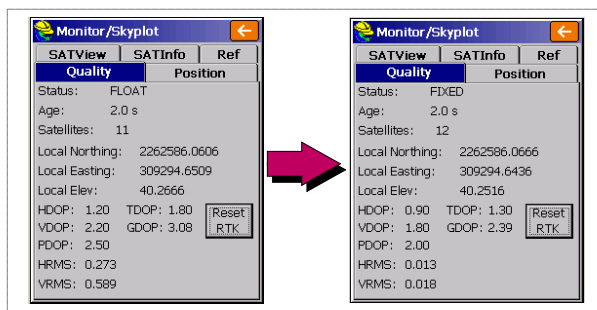 Monitor/Skyplot
SATView SATInfo Ref
Quality Position
Status: FLOAT
Age: 2.0 s
Satellites: 11
Local Northing: 2262586.0606
Local Easting: 309294.6509
Local Elev: 40.2666
HDOP: 1.20 TDOP: 1.80 Reset
VDOP: 2.20 GDOP: 3.08 RTK
PDOP: 2.50
HRMS: 0.273
VRMS: 0.589
Monitor/Skyplot
SATView SATInfo Ref
Quality Position
Status: FIXED
Age: 2.0 s
Satellites: 12
Local Northing: 2262586.0666
Local Easting: 309294.6436
Local Elev: 40.2516
HDOP: 0.90 TDOP: 1.30 Reset
VDOP: 1.80 GDOP: 2.39 RTK
PDOP: 2.00
HRMS: 0.013
VRMS: 0.018